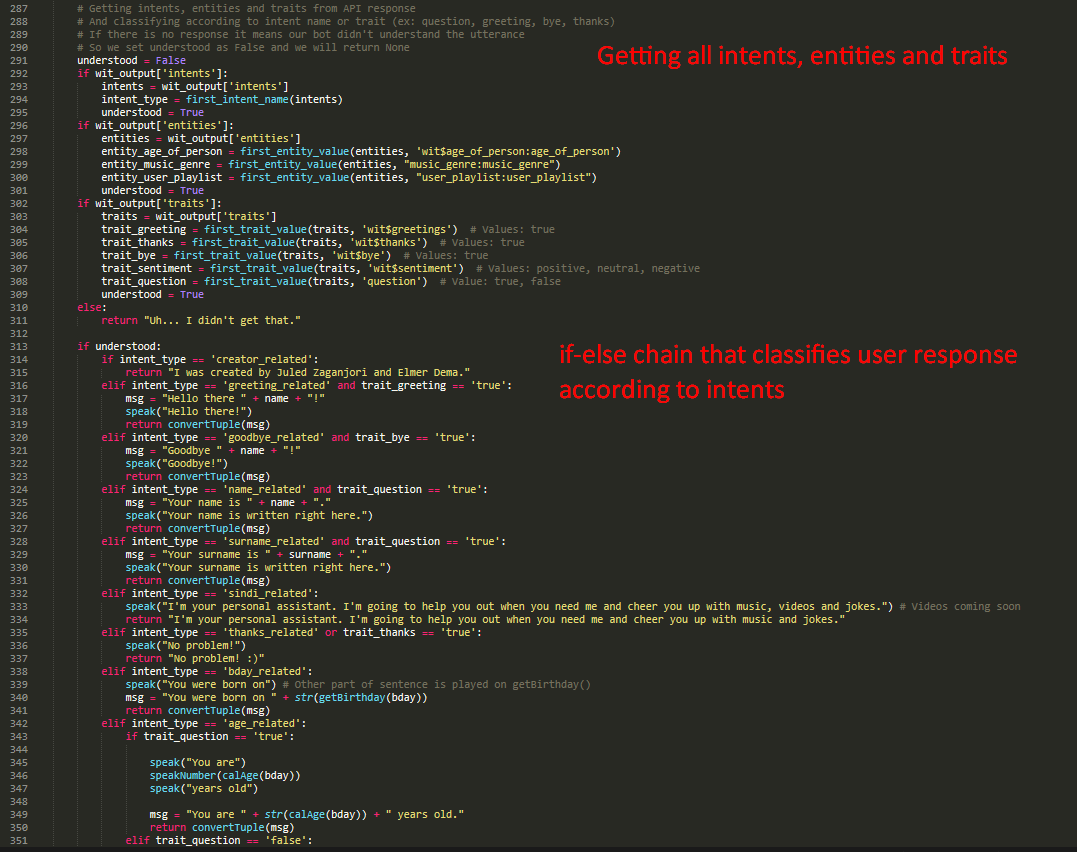 287 # Getting intents, entities and traits from API response
288 # And classifying according to intent name or trait (ex: question, greeting, bye, thanks)
289 # If there is no response it means our bot didn't understand the utterance
290 # So we set understood as False and we will return None
291 understood = False
Getting all intents, entities and traits
292 if wit_output['intents']:
293 intents = wit_output['intents']
294 intent_type = first_intent_name(intents)
295 understood = True
296 if wit_output['entities']:
297 entities = wit_output['entities']
298 entity_age_of_person = first_entity_value(entities, 'wit$age_of_person:age_of_person')
299 entity_music_genre = first_entity_value(entities, "music_genre:music_genre")
300 entity_user_playlist = first_entity_value(entities, "user_playlist:user_playlist")
301 understood = True
302 if wit_output['traits']:
303 traits = wit_output['traits']
304 trait_greeting = first_trait_value(traits, 'wit$greetings') # Values: true
305 trait_thanks = first_trait_value(traits, 'wit$thanks') # Values: true
306 trait_bye = first_trait_value(traits, 'wit$bye') # Values: true
307 trait_sentiment = first_trait_value(traits, 'wit$sentiment') # Values: positive, neutral, negative
308 trait_question = first_trait_value(traits, 'question') # Value: true, false
309 understood = True
310 else:
311 return "Uh... I didn't get that."
312
313 if understood:
if-else chain that classifies user response
according to intents
314 if intent_type == 'creator_related':
315 return "I was created by Juled Zaganjori and Elmer Dema."
316 elif intent_type == 'greeting_related' and trait_greeting == 'true':
317 msg = "Hello there " + name + "!"
318 speak("Hello there!")
319 return convertTuple(msg)
320 elif intent_type == 'goodbye_related' and trait_bye == 'true':
321 msg = "Goodbye " + name + "!"
322 speak("Goodbye!")
323 return convertTuple(msg)
324 elif intent_type == 'name_related' and trait_question == 'true':
325 msg = "Your name is " + name + "."
326 speak("Your name is written right here.")
327 return convertTuple(msg)
328 elif intent_type == 'surname_related' and trait_question == 'true':
329 msg = "Your surname is " + surname + "."
330 speak("Your surname is written right here.")
331 return convertTuple(msg)
332 elif intent_type == 'sindi_related':
333 speak("I'm your personal assistant. I'm going to help you out when you need me and cheer you up with music, videos and jokes.") # Videos coming soon
334 return "I'm your personal assistant. I'm going to help you out when you need me and cheer you up with music and jokes."
335 elif intent_type == 'thanks_related' or trait_thanks == 'true':
336 speak("No problem!")
337 return "No problem! :)"
338 elif intent_type == 'bday_related':
339 speak("You were born on") # Other part of sentence is played on getBirthday()
340 msg = "You were born on " + str(getBirthday(bday))
341 return convertTuple(msg)
342 elif intent_type == 'age_related':
343 if trait_question == 'true':
344
345 speak("You are")
346 speakNumber(calAge(bday))
347 speak("years old")
348
349 msg = "You are " + str(calAge(bday)) + " years old."
350 return convertTuple(msg)
351 elif trait_question == 'false':